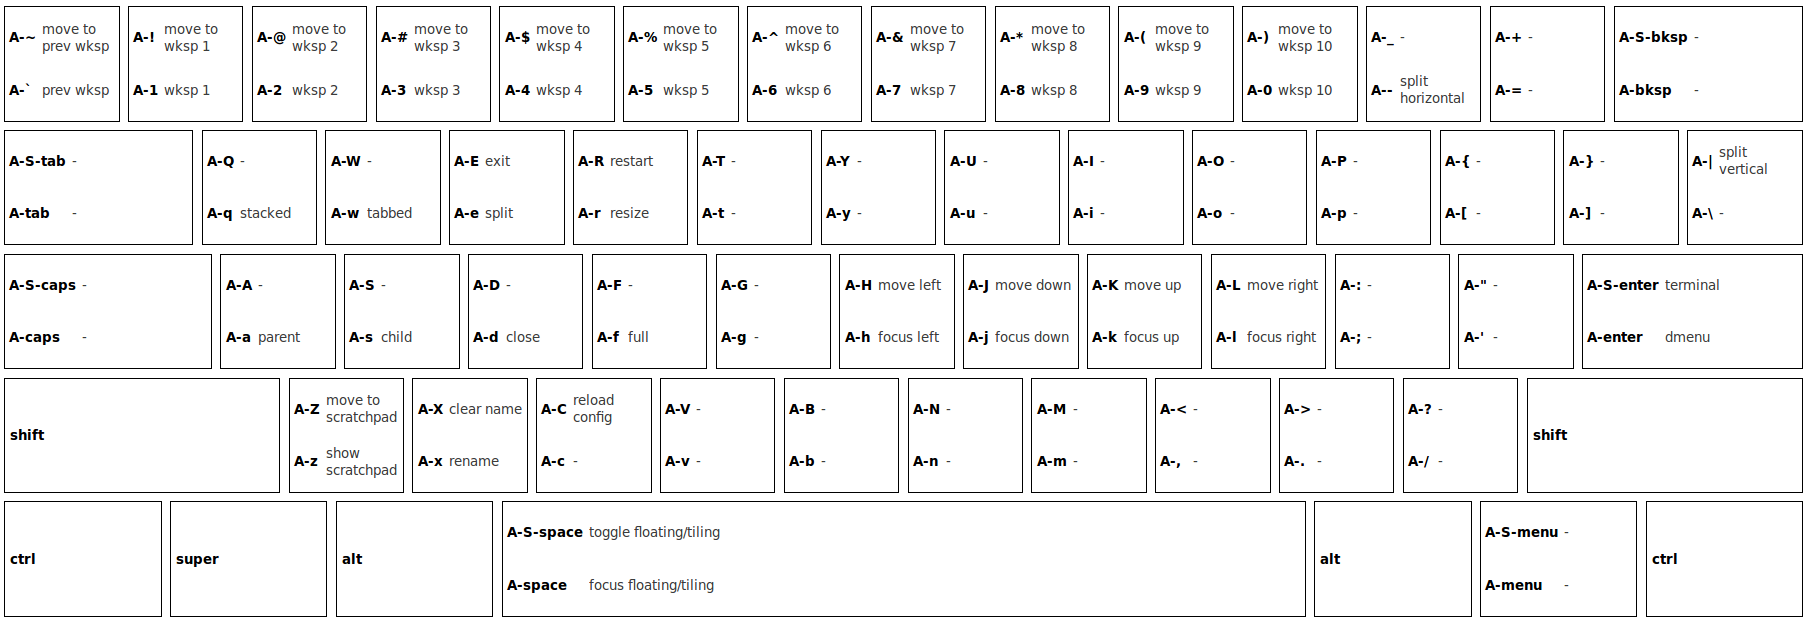 A-~ move to prev wksp
A-` prev wksp
A-! move to wksp 1
A-1 wksp 1
A-@ move to wksp 2
A-2 wksp 2
A-# move to wksp 3
A-3 wksp 3
A-$ move to wksp 4
A-4 wksp 4
A-% move to wksp 5
A-5 wksp 5
A-^ move to wksp 6
A-6 wksp 6
A-& move to wksp 7
A-7 wksp 7
A-* move to wksp 8
A-8 wksp 8
A-( move to wksp 9
A-9 wksp 9
A-) move to wksp 10
A-0 wksp 10
A-_ -
A-- split horizontal
A-+ -
A-= -
A-S-bksp -
A-bksp -
A-S-tab -
A-tab -
A-Q -
A-q stacked
A-W -
A-w tabbed
A-E exit
A-e split
A-R restart
A-r resize
A-T -
A-t -
A-Y -
A-y -
A-U -
A-u -
A-I -
A-i -
A-O -
A-o -
A-P -
A-p -
A-{ -
A-[ -
A-} -
A-] -
A-| split vertical
A-\ -
A-S-caps -
A-caps -
A-A -
A-a parent
A-S -
A-s child
A-D -
A-d close
A-F -
A-f full
A-G -
A-g -
A-H move left
A-h focus left
A-J move down
A-j focus down
A-K move up
A-k focus up
A-L move right
A-l focus right
A-: -
A-; -
A-" -
A-' -
A-S-enter terminal
A-enter dmenu
shift
A-Z move to scratchpad
A-z show scratchpad
A-X clear name
A-x rename
A-C reload config
A-c -
A-V -
A-v -
A-B -
A-b -
A-N -
A-n -
A-M -
A-m -
A-< -
A-, -
A-> -
A-. -
A-? -
A-/ -
shift
ctrl
super
alt
A-S-space toggle floating/tiling
A-space focus floating/tiling
alt
A-S-menu -
A-menu -
ctrl